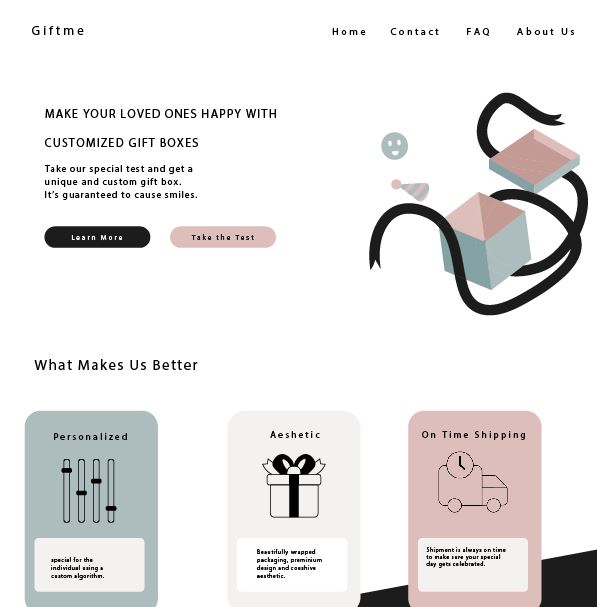 Giftme
Home Contact FAQ About Us
MAKE YOUR LOVED ONES HAPPY WITH
CUSTOMIZED GIFT BOXES
Take our special test and get a
unique and custom gift box.
It's guaranteed to cause smiles.
Learn More
Take the Test
What Makes Us Better
Personalized
special for the
individual using a
custom algorithm.
Aeshetic
Beautifully wrapped
packaging, preminium
design and coeshive
aesthetic.
On Time Shipping
Shipment is always on time
to make sure your special
day gets celebrated.